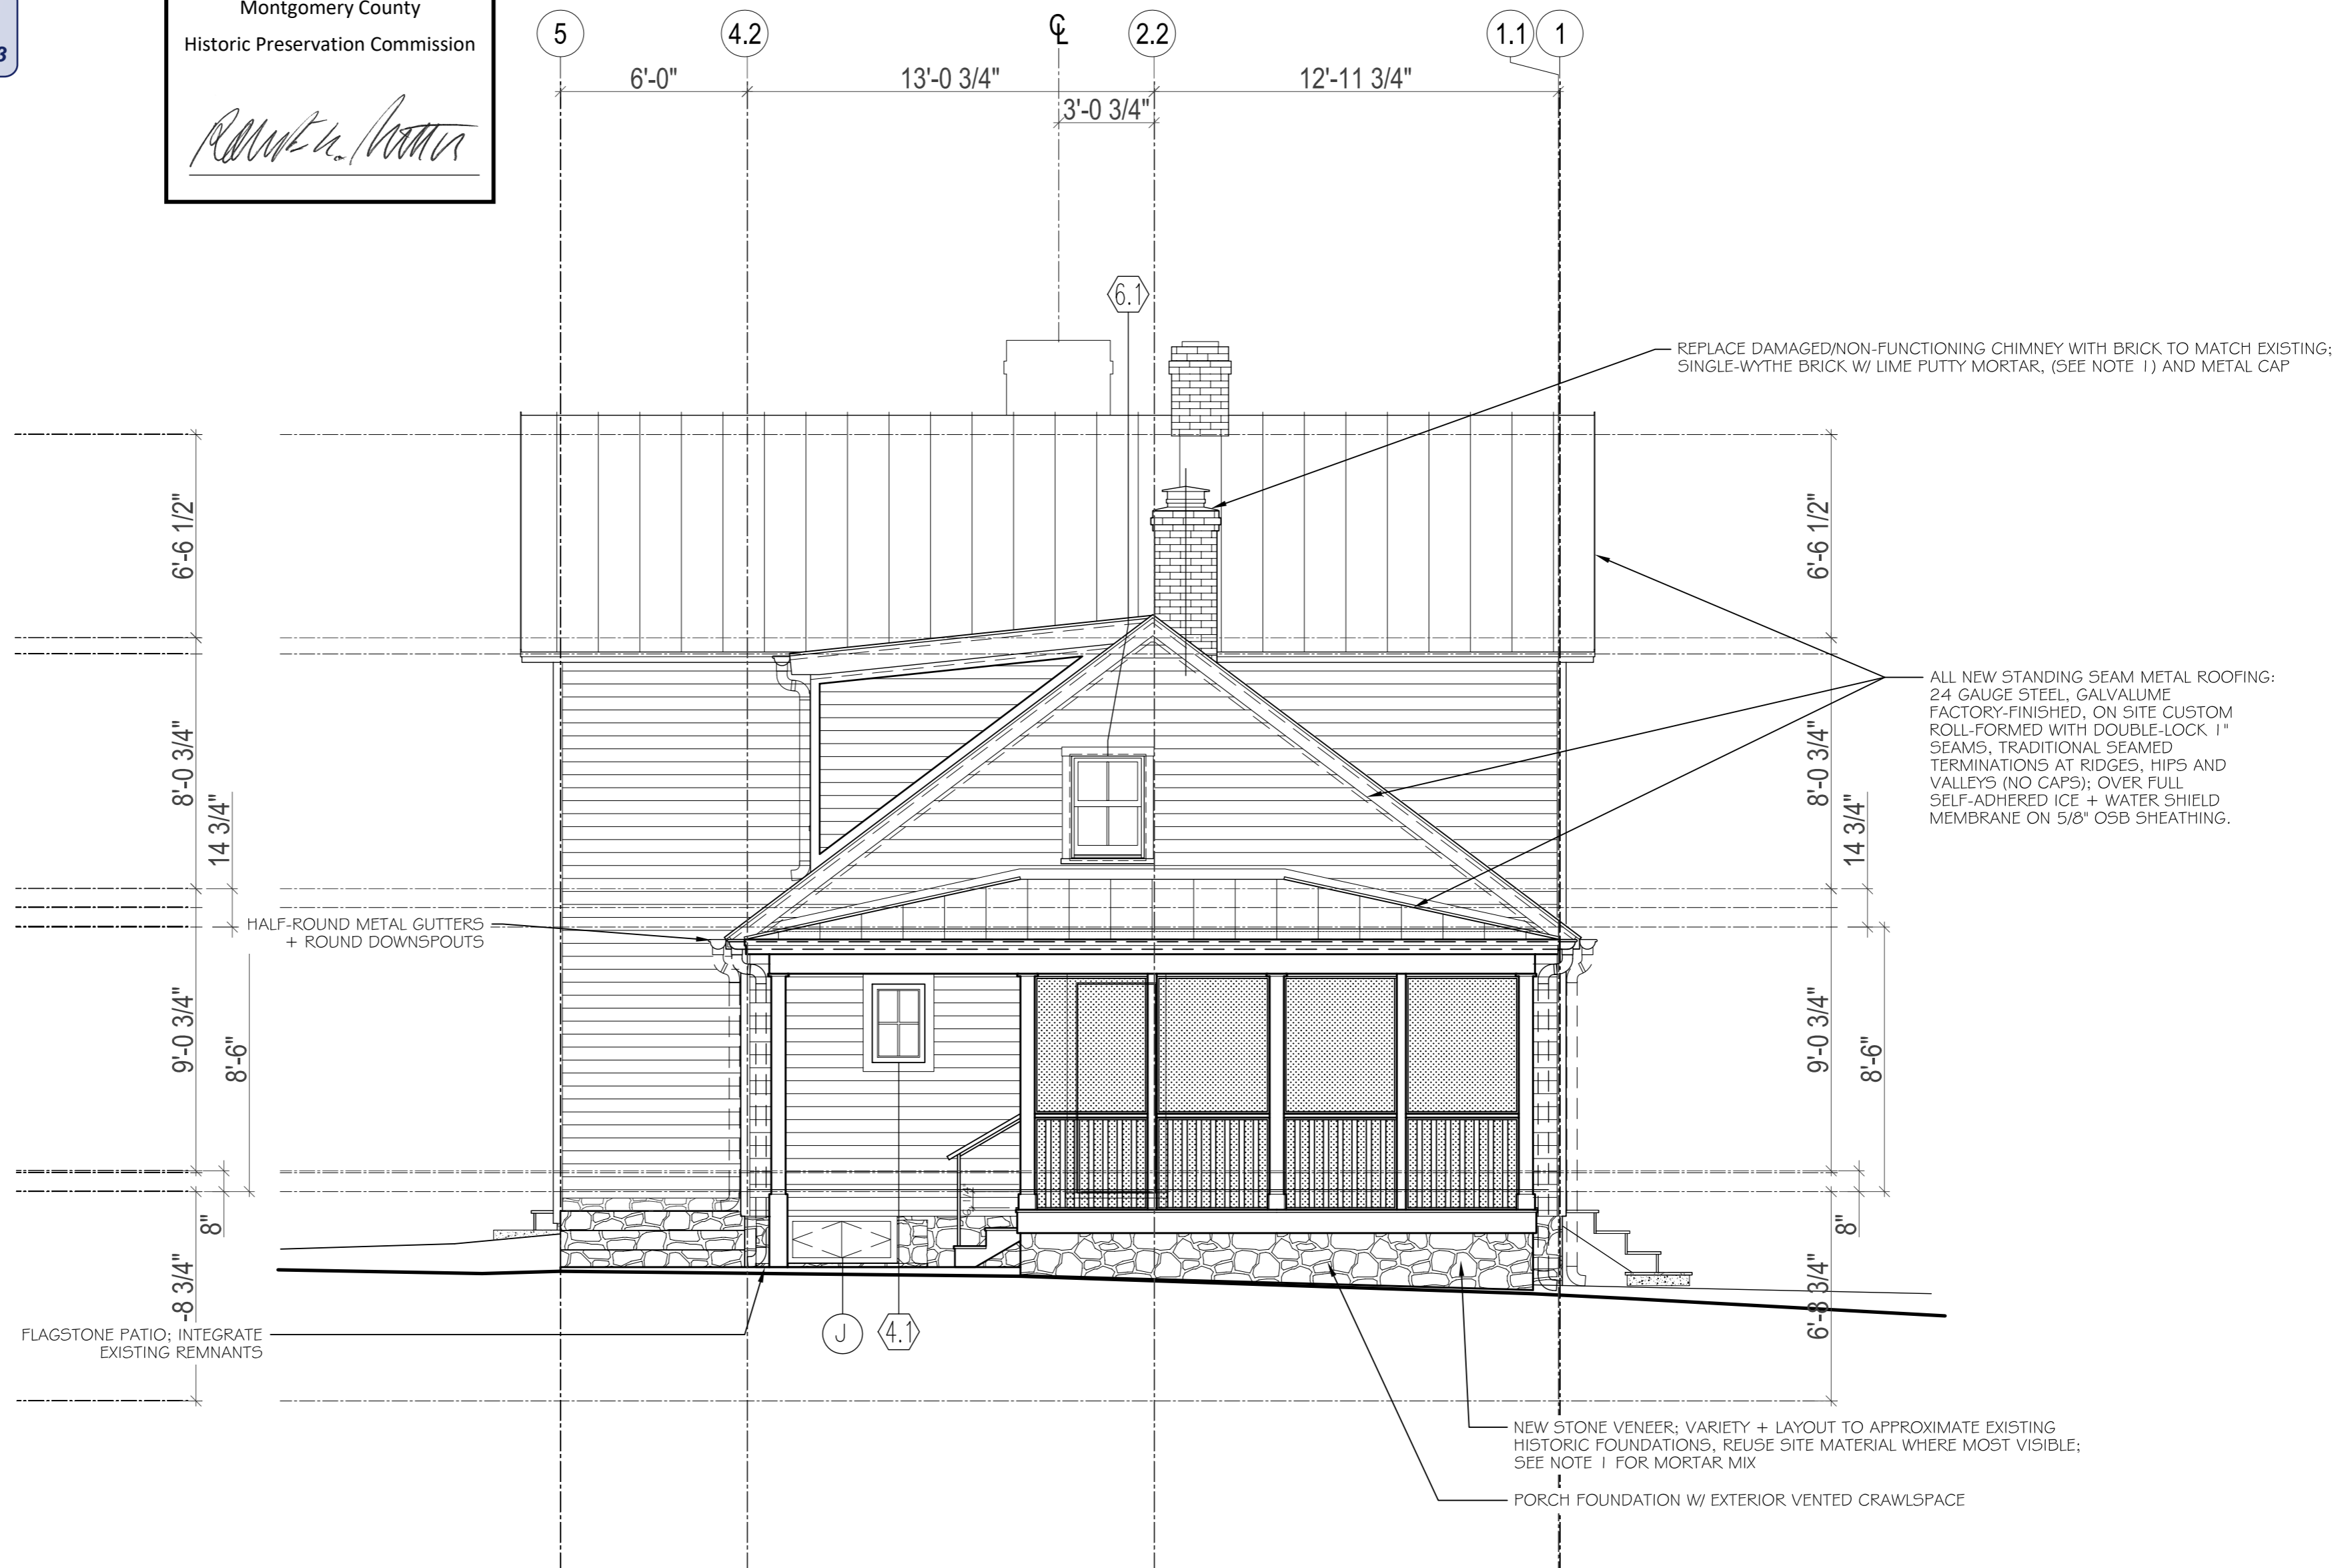 3
Montgomery County
Historic Preservation Commission
5
4.2
℄
2.2
1.1
1
6'-0"
13'-0 3/4"
12'-11 3/4"
3'-0 3/4"
6.1
REPLACE DAMAGED/NON-FUNCTIONING CHIMNEY WITH BRICK TO MATCH EXISTING;
SINGLE-WYTHE BRICK W/ LIME PUTTY MORTAR, (SEE NOTE 1) AND METAL CAP
6'-6 1/2"
6'-6 1/2"
ALL NEW STANDING SEAM METAL ROOFING:
24 GAUGE STEEL, GALVALUME
FACTORY-FINISHED, ON SITE CUSTOM
ROLL-FORMED WITH DOUBLE-LOCK 1"
SEAMS, TRADITIONAL SEAMED
TERMINATIONS AT RIDGES, HIPS AND
VALLEYS (NO CAPS); OVER FULL
SELF-ADHERED ICE + WATER SHIELD
MEMBRANE ON 5/8" OSB SHEATHING.
8'-0 3/4"
14 3/4"
8'-0 3/4"
14 3/4"
HALF-ROUND METAL GUTTERS
+ ROUND DOWNSPOUTS
9'-0 3/4"
8'-6"
9'-0 3/4"
8'-6"
8"
8"
-8 3/4"
6'-8 3/4"
FLAGSTONE PATIO; INTEGRATE
EXISTING REMNANTS
J
4.1
NEW STONE VENEER; VARIETY + LAYOUT TO APPROXIMATE EXISTING
HISTORIC FOUNDATIONS, REUSE SITE MATERIAL WHERE MOST VISIBLE;
SEE NOTE 1 FOR MORTAR MIX
PORCH FOUNDATION W/ EXTERIOR VENTED CRAWLSPACE